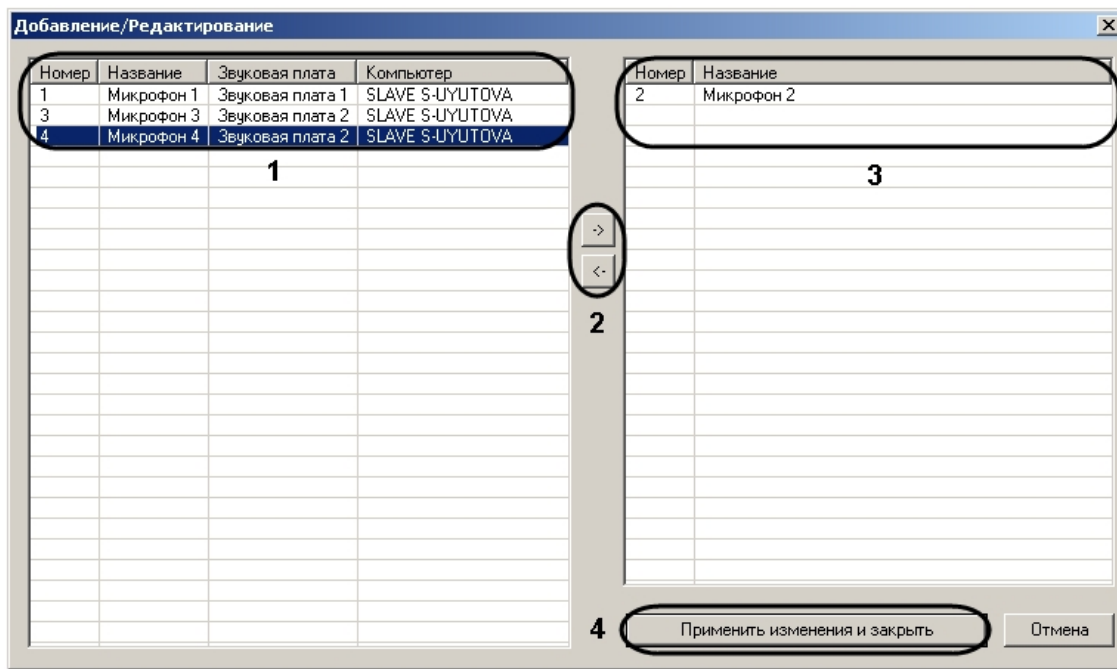 Добавление/Редактирование
Номер Название Звуковая плата Компьютер
1 Микрофон 1 Звуковая плата 1 SLAVE S-UYUTOVA
3 Микрофон 3 Звуковая плата 2 SLAVE S-UYUTOVA
4 Микрофон 4 Звуковая плата 2 SLAVE S-UYUTOVA
1
->
<-
2
Номер Название
2 Микрофон 2
3
4 Применить изменения и закрыть Отмена